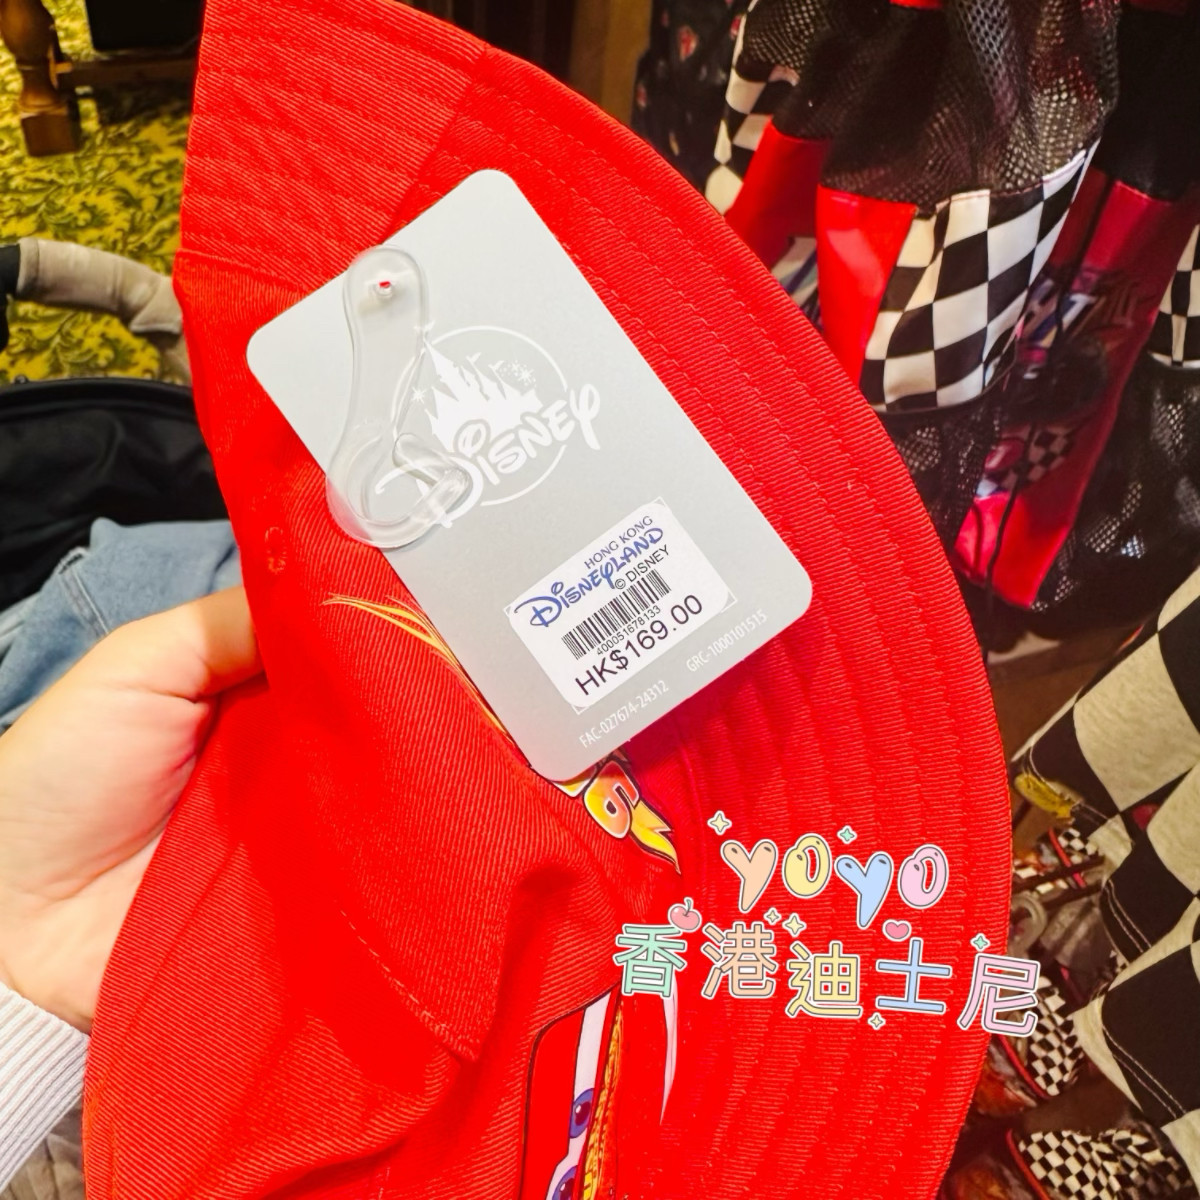 Disney
HONG KONG
DISNEYLAND
© DISNEY
400051678133
HK$169.00
FAC-027674-24312 GRC-1000101515
yoyo
香港迪士尼